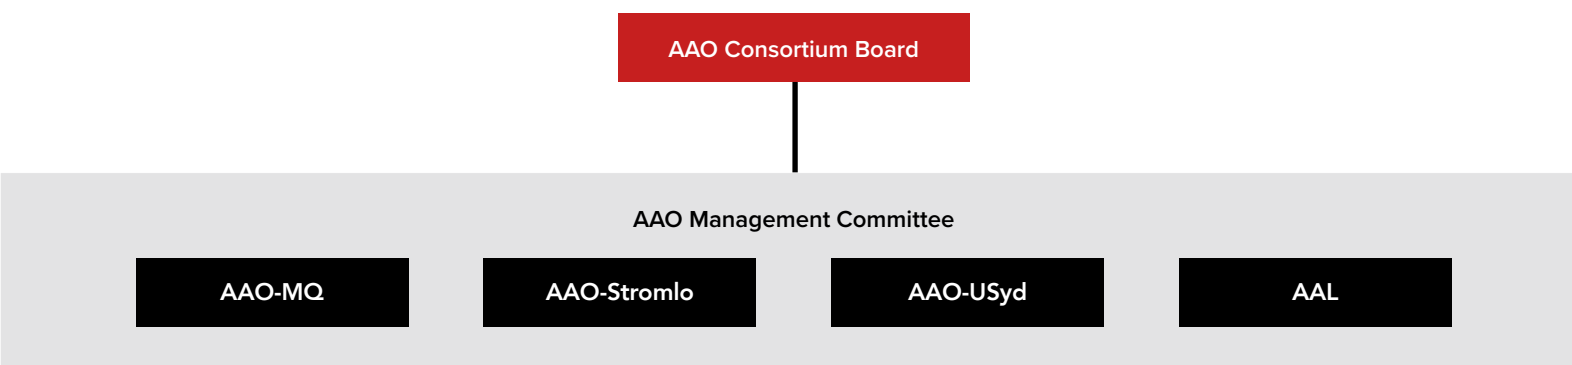 AAO Consortium Board
AAO Management Committee
AAO-MQ
AAO-Stromlo
AAO-USyd
AAL